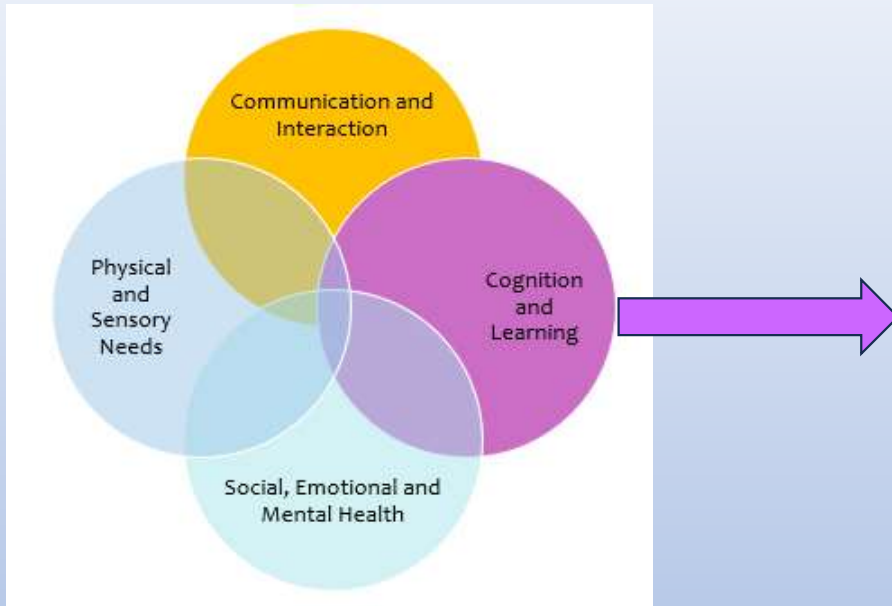 Communication and
Interaction
Physical
and
Sensory
Needs
Cognition
and
Learning
Social, Emotional and
Mental Health